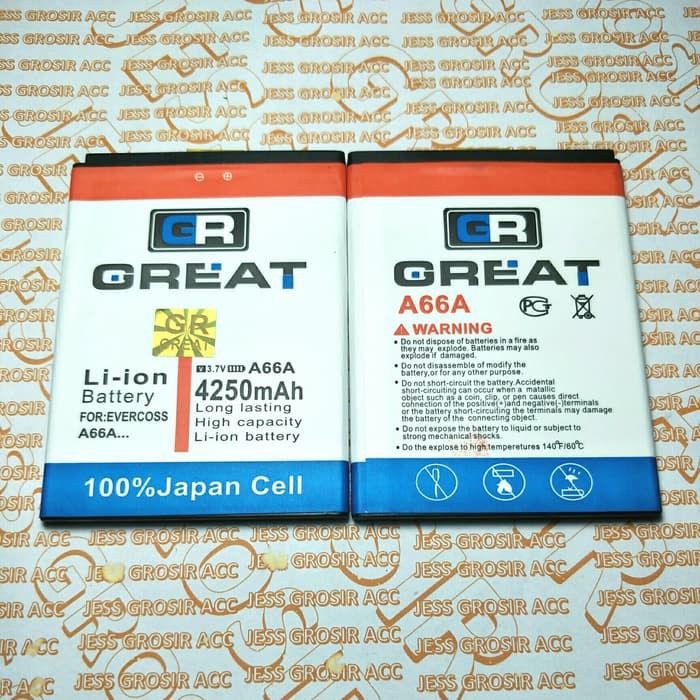 GR
GREAT
GR
GREAT
Li-ion
Battery
FOR:EVERCOSS
A66A...
3.7V A66A
4250mAh
Long lasting
High capacity
Li-ion battery
100%Japan Cell
GR
GREAT
A66A
PCT
WARNING
Do not dispose of batteries in a fire as
they may explode. Batteries may also
explode if damaged.
Do not disassemble of modify the
battery,or for any other purpose.
Do not short-circuit the battery.Accidental
short-circuiting can occur when a matallic
object such as a coin, clip, or pen causes direct
connection of the positive(+)and negative(-)terminals
or the battery short-circuiting the terminals may damage
the battery of the connecting object.
Do not expose the battery to liquid or subject to
strong mechanical shocks.
Do the explose to high temperetures 140°F/60°C
JESS GROSIR ACC